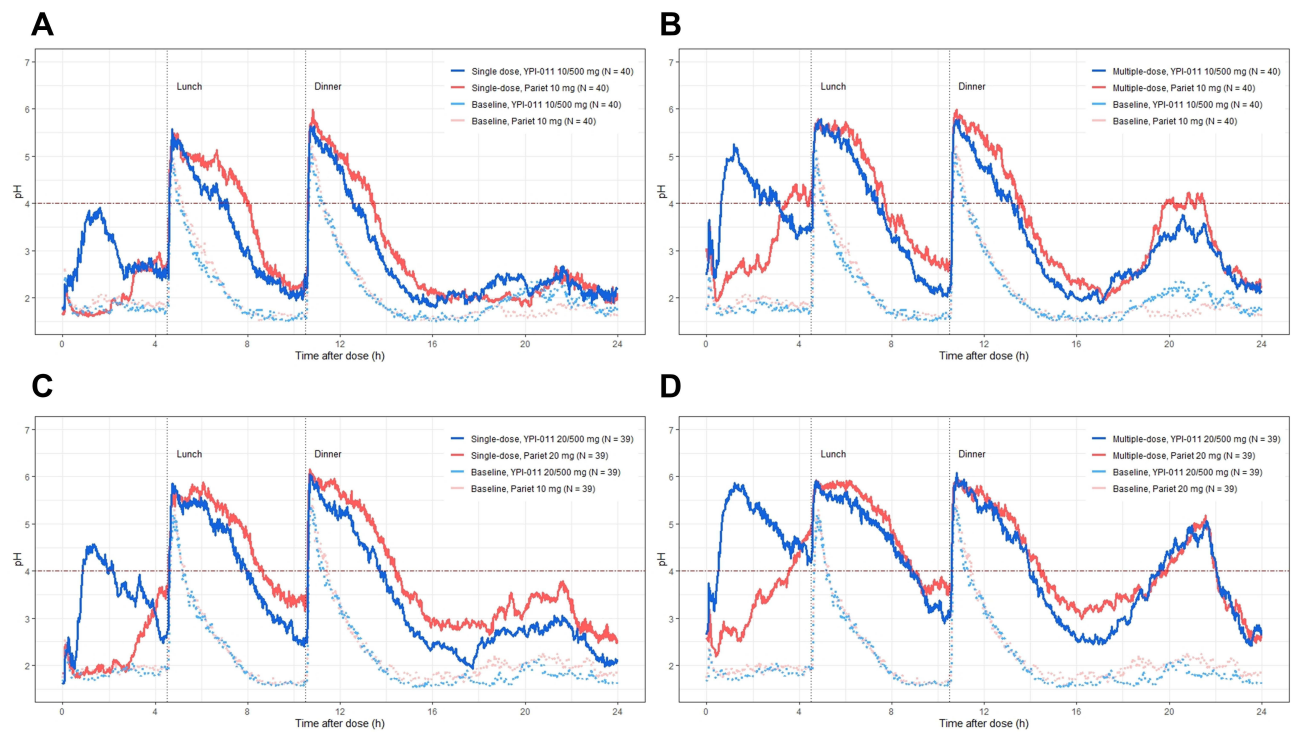 A
7
6
5
4
3
2
pH
Lunch
Dinner
Single dose, YPI-011 10/500 mg (N = 40)
Single-dose, Pariet 10 mg (N = 40)
Baseline, YPI-011 10/500 mg (N = 40)
Baseline, Pariet 10 mg (N = 40)
0 4 8 12 16 20 24
Time after dose (h)
B
7
6
5
4
3
2
pH
Lunch
Dinner
Multiple-dose, YPI-011 10/500 mg (N = 40)
Multiple-dose, Pariet 10 mg (N = 40)
Baseline, YPI-011 10/500 mg (N = 40)
Baseline, Pariet 10 mg (N = 40)
0 4 8 12 16 20 24
Time after dose (h)
C
7
6
5
4
3
2
pH
Lunch
Dinner
Single-dose, YPI-011 20/500 mg (N = 39)
Single-dose, Pariet 20 mg (N = 39)
Baseline, YPI-011 20/500 mg (N = 39)
Baseline, Pariet 10 mg (N = 39)
0 4 8 12 16 20 24
Time after dose (h)
D
7
6
5
4
3
2
pH
Lunch
Dinner
Multiple-dose, YPI-011 20/500 mg (N = 39)
Multiple-dose, Pariet 20 mg (N = 39)
Baseline, YPI-011 20/500 mg (N = 39)
Baseline, Pariet 20 mg (N = 39)
0 4 8 12 16 20 24
Time after dose (h)